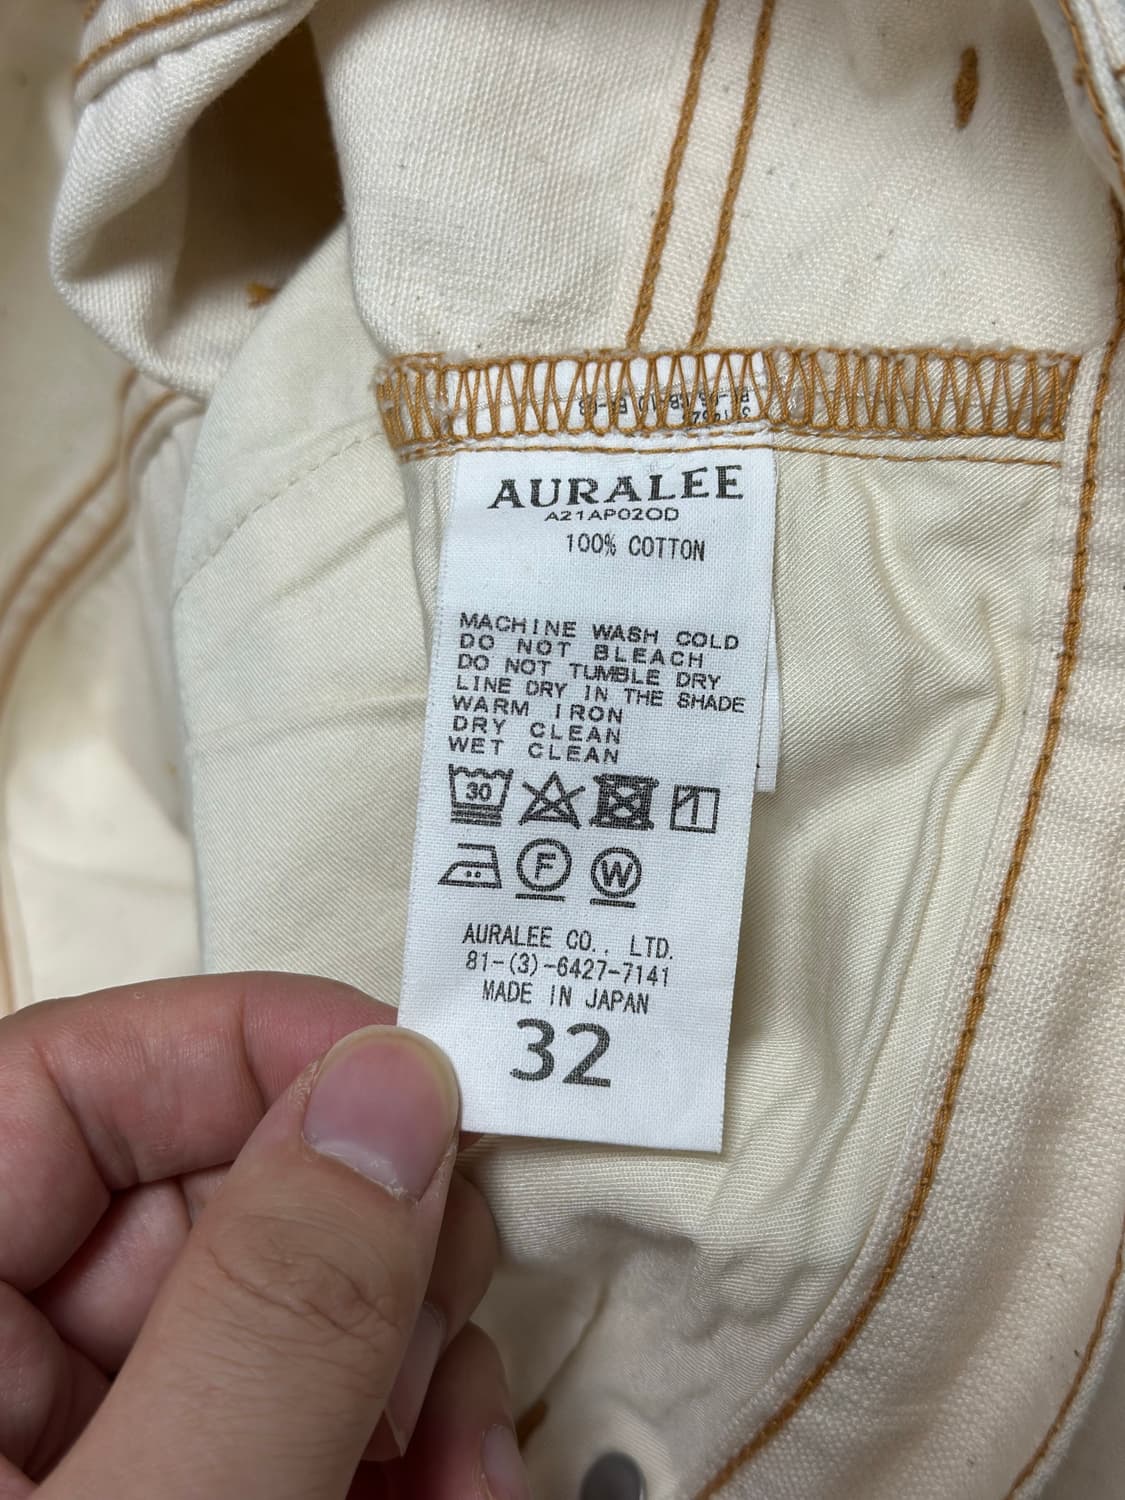 AURALEE
A21AP02OD
100% COTTON
MACHINE WASH COLD
DO NOT BLEACH
DO NOT TUMBLE DRY
LINE DRY IN THE SHADE
WARM IRON
DRY CLEAN
WET CLEAN
30
F W
AURALEE CO., LTD.
81-(3)-6427-7141
MADE IN JAPAN
32